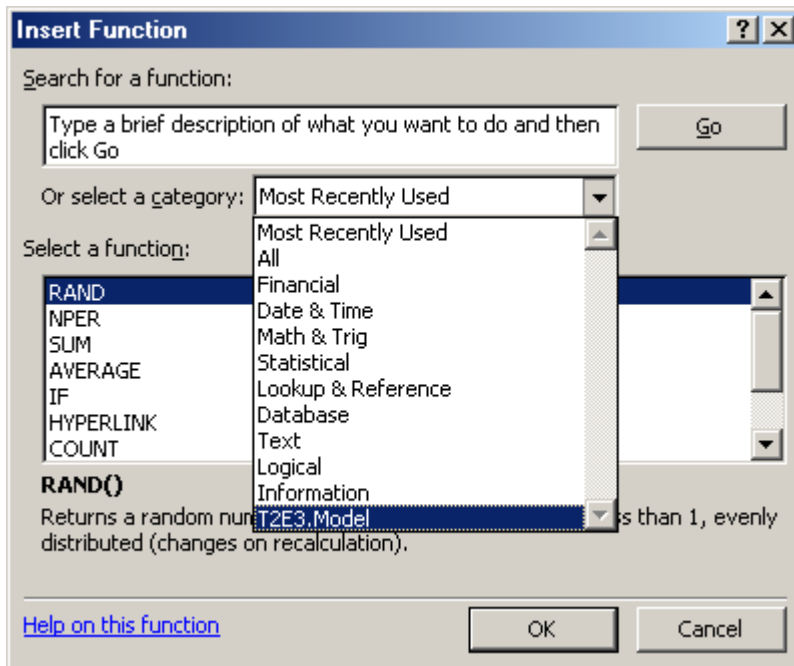 Insert Function
Search for a function:
Type a brief description of what you want to do and then
click Go
Go
Or select a category:
Most Recently Used
Most Recently Used
All
Financial
Date & Time
Math & Trig
Statistical
Lookup & Reference
Database
Text
Logical
Information
T2E3.Model
Select a function:
RAND
NPER
SUM
AVERAGE
IF
HYPERLINK
COUNT
RAND()
Returns a random num s than 1, evenly
distributed (changes on recalculation).
Help on this function
OK
Cancel